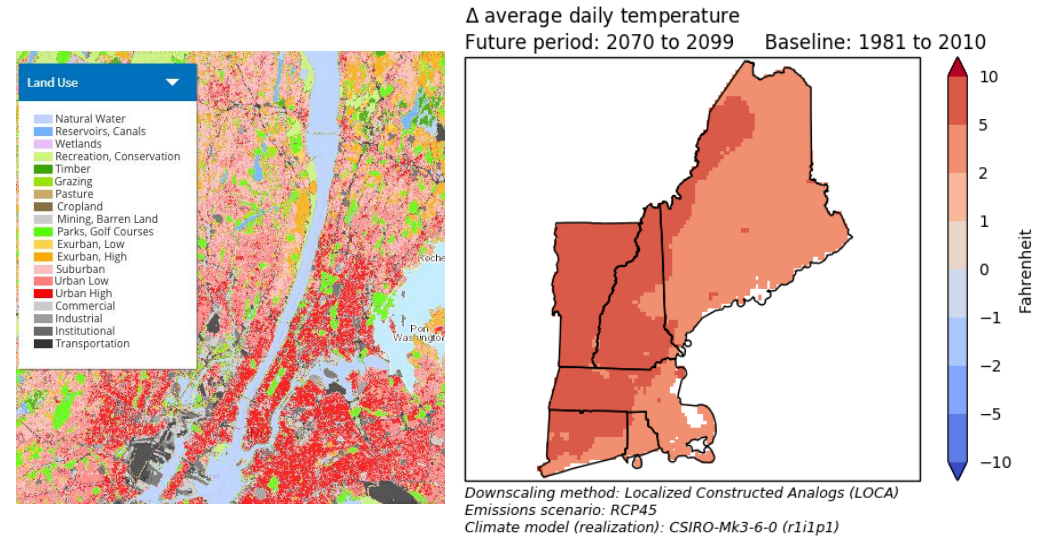 Land Use
Natural Water
Reservoirs, Canals
Wetlands
Recreation, Conservation
Timber
Grazing
Pasture
Cropland
Mining, Barren Land
Parks, Golf Courses
Exurban, Low
Exurban, High
Suburban
Urban Low
Urban High
Commercial
Industrial
Institutional
Transportation
Roche
Port
Washington
Δ average daily temperature
Future period: 2070 to 2099 Baseline: 1981 to 2010
10
5
2
1
0
−1
−2
−5
−10
Fahrenheit
Downscaling method: Localized Constructed Analogs (LOCA)
Emissions scenario: RCP45
Climate model (realization): CSIRO-Mk3-6-0 (r1i1p1)